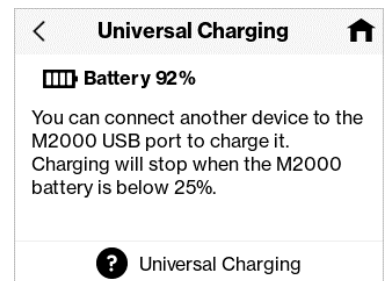 Universal Charging
Battery 92%
You can connect another device to the
M2000 USB port to charge it.
Charging will stop when the M2000
battery is below 25%.
? Universal Charging